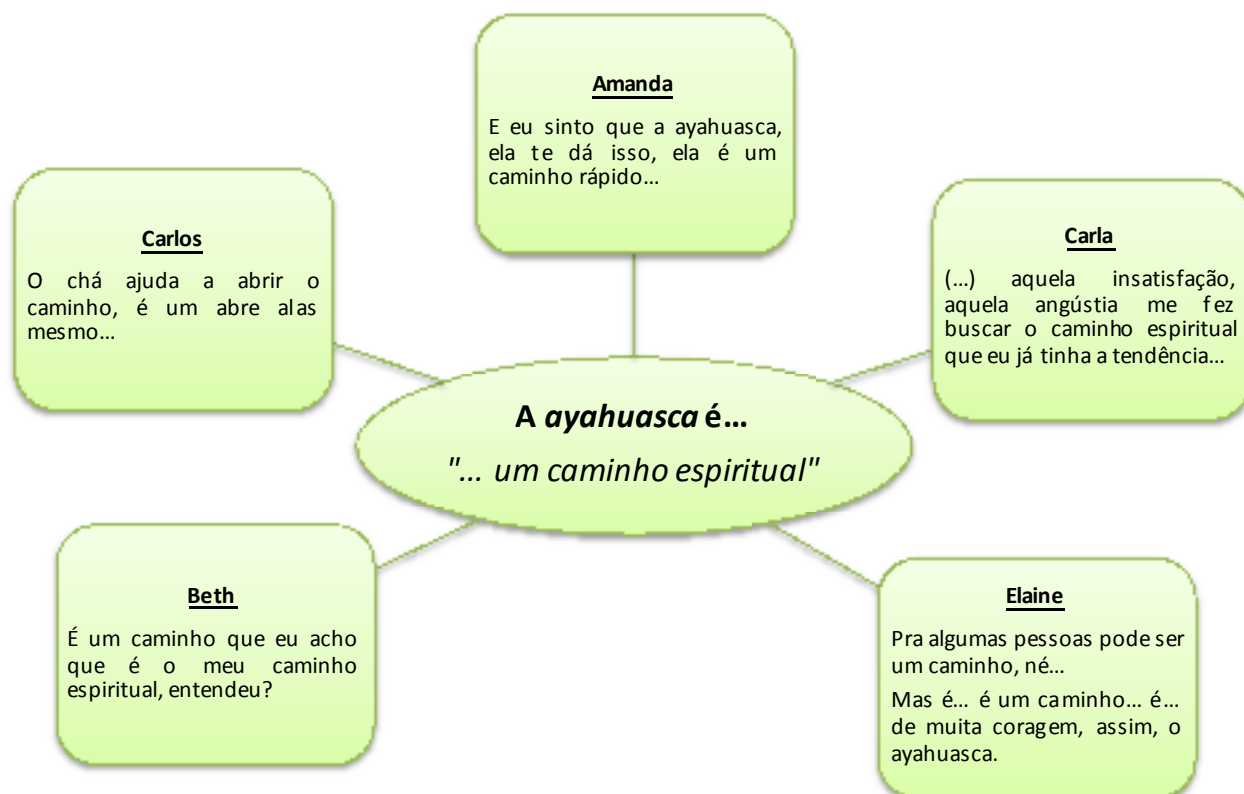 Amanda
E eu sinto que a ayahuasca,
ela te dá isso, ela é um
caminho rápido...
Carlos
O chá ajuda a abrir o
caminho, é um abre alas
mesmo...
Carla
(...) aquela insatisfação,
aquela angústia me fez
buscar o caminho espiritual
que eu já tinha a tendência...
A ayahuasca é...
"... um caminho espiritual"
Beth
É um caminho que eu acho
que é o meu caminho
espiritual, entendeu?
Elaine
Pra algumas pessoas pode ser
um caminho, né...
Mas é... é um caminho... é...
de muita coragem, assim, o
ayahuasca.